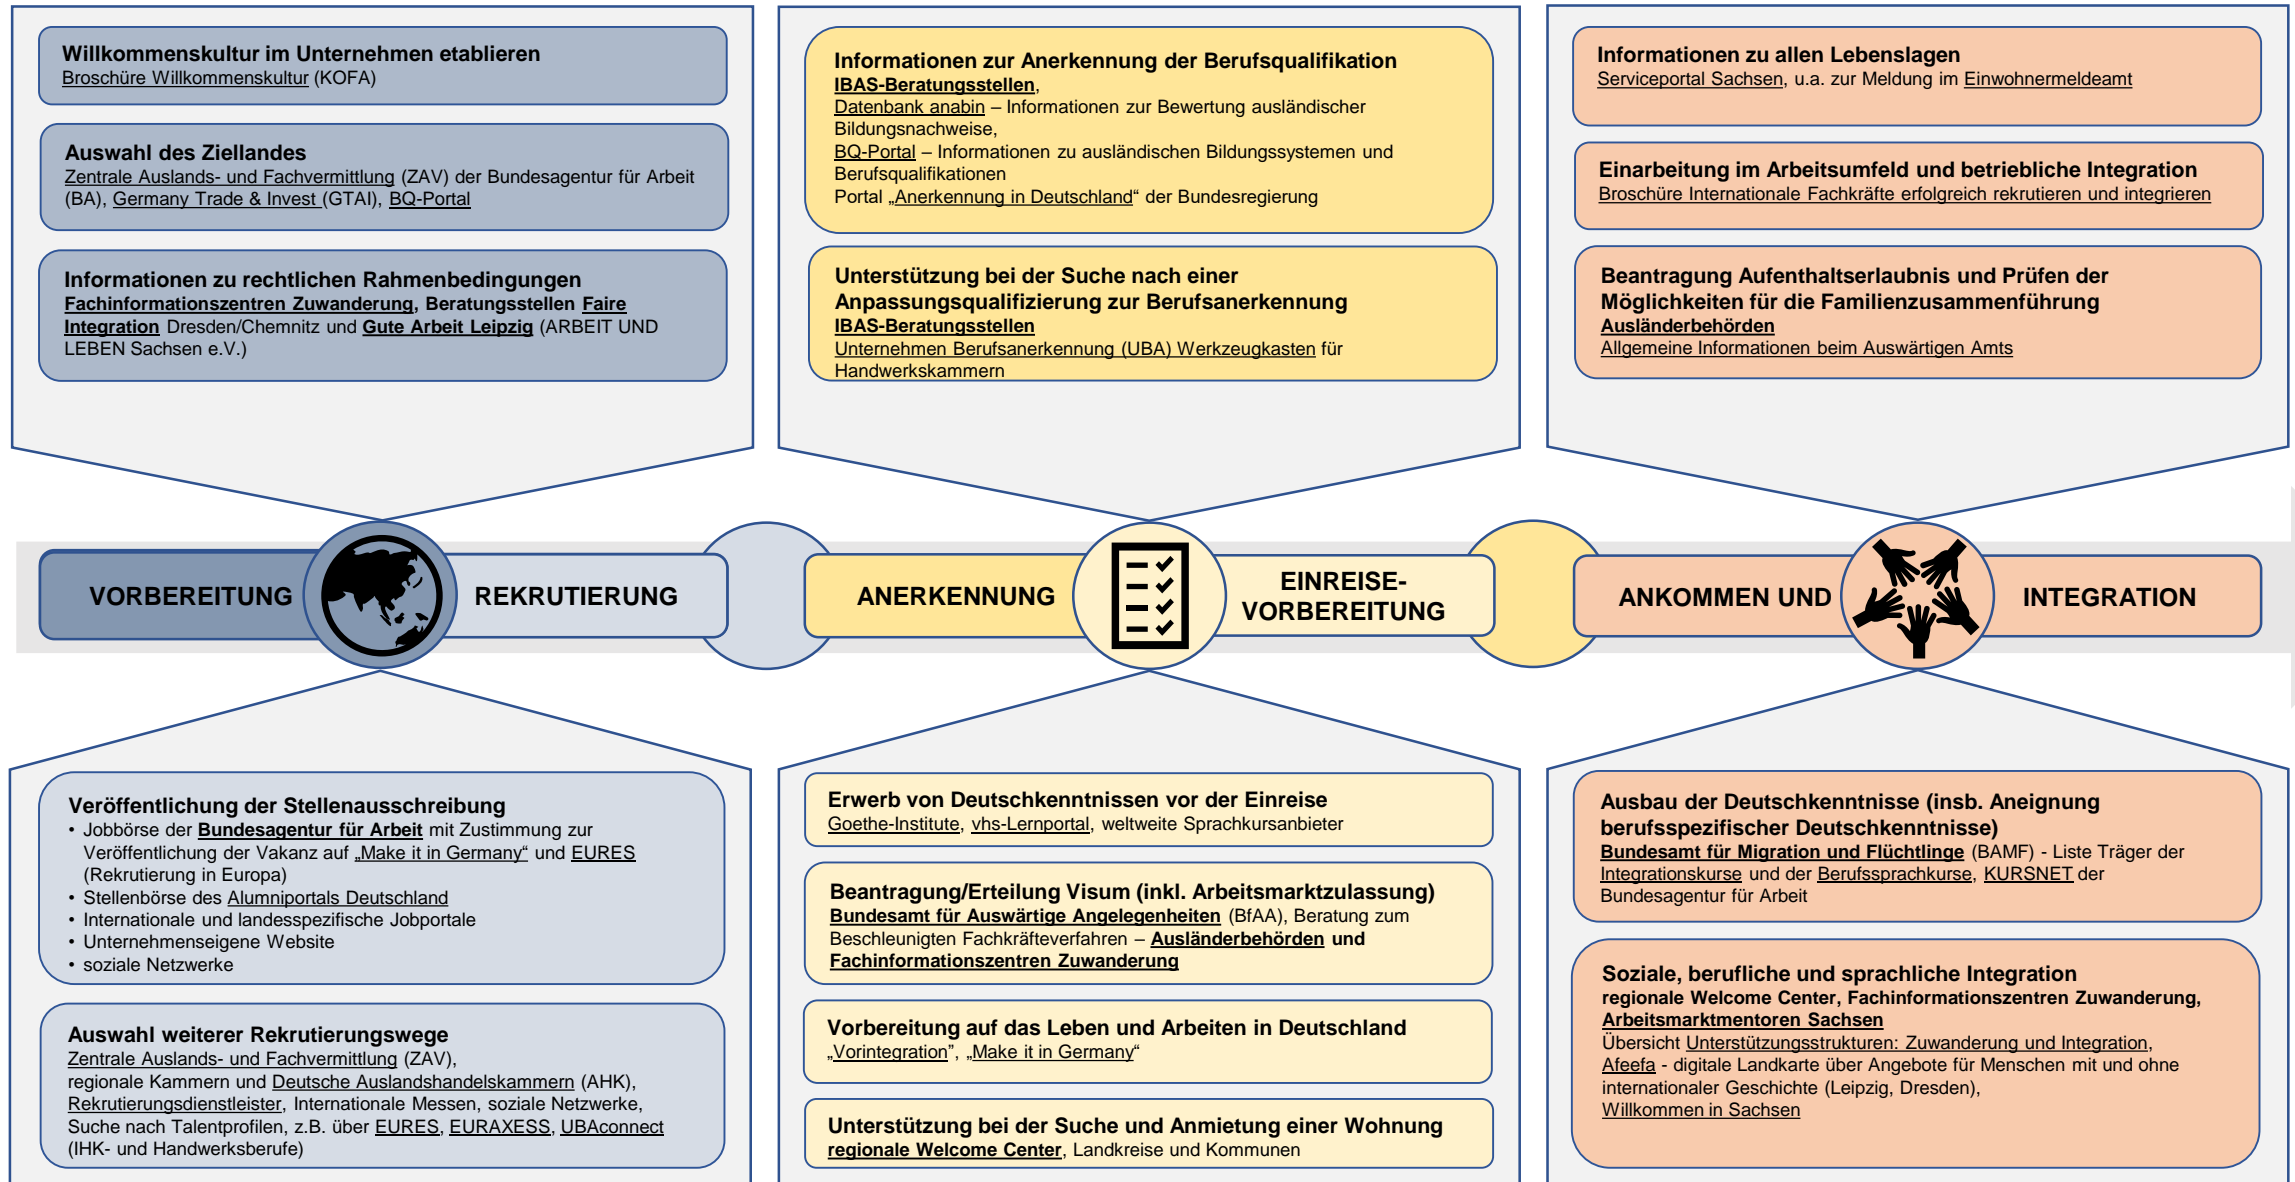 Willkommenskultur im Unternehmen etablieren
Broschüre Willkommenskultur (KOFA)
Auswahl des Ziellandes
Zentrale Auslands- und Fachvermittlung (ZAV) der Bundesagentur für Arbeit
(BA), Germany Trade & Invest (GTAI), BQ-Portal
Informationen zu rechtlichen Rahmenbedingungen
Fachinformationszentren Zuwanderung, Beratungsstellen Faire
Integration Dresden/Chemnitz und Gute Arbeit Leipzig (ARBEIT UND
LEBEN Sachsen e.V.)
Informationen zur Anerkennung der Berufsqualifikation
IBAS-Beratungsstellen,
Datenbank anabin – Informationen zur Bewertung ausländischer
Bildungsnachweise,
BQ-Portal – Informationen zu ausländischen Bildungssystemen und
Berufsqualifikationen
Portal „Anerkennung in Deutschland“ der Bundesregierung
Unterstützung bei der Suche nach einer
Anpassungsqualifizierung zur Berufsanerkennung
IBAS-Beratungsstellen
Unternehmen Berufsanerkennung (UBA) Werkzeugkasten für
Handwerkskammern
Informationen zu allen Lebenslagen
Serviceportal Sachsen, u.a. zur Meldung im Einwohnermeldeamt
Einarbeitung im Arbeitsumfeld und betriebliche Integration
Broschüre Internationale Fachkräfte erfolgreich rekrutieren und integrieren
Beantragung Aufenthaltserlaubnis und Prüfen der
Möglichkeiten für die Familienzusammenführung
Ausländerbehörden
Allgemeine Informationen beim Auswärtigen Amts
VORBEREITUNG
REKRUTIERUNG
ANERKENNUNG
EINREISE-
VORBEREITUNG
ANKOMMEN UND
INTEGRATION
Veröffentlichung der Stellenausschreibung
• Jobbörse der Bundesagentur für Arbeit mit Zustimmung zur
Veröffentlichung der Vakanz auf „Make it in Germany“ und EURES
(Rekrutierung in Europa)
• Stellenbörse des Alumniportals Deutschland
• Internationale und landesspezifische Jobportale
• Unternehmenseigene Website
• soziale Netzwerke
Auswahl weiterer Rekrutierungswege
Zentrale Auslands- und Fachvermittlung (ZAV),
regionale Kammern und Deutsche Auslandshandelskammern (AHK),
Rekrutierungsdienstleister, Internationale Messen, soziale Netzwerke,
Suche nach Talentprofilen, z.B. über EURES, EURAXESS, UBAconnect
(IHK- und Handwerksberufe)
Erwerb von Deutschkenntnissen vor der Einreise
Goethe-Institute, vhs-Lernportal, weltweite Sprachkursanbieter
Beantragung/Erteilung Visum (inkl. Arbeitsmarktzulassung)
Bundesamt für Auswärtige Angelegenheiten (BfAA), Beratung zum
Beschleunigten Fachkräfteverfahren – Ausländerbehörden und
Fachinformationszentren Zuwanderung
Vorbereitung auf das Leben und Arbeiten in Deutschland
„Vorintegration”, „Make it in Germany“
Unterstützung bei der Suche und Anmietung einer Wohnung
regionale Welcome Center, Landkreise und Kommunen
Ausbau der Deutschkenntnisse (insb. Aneignung
berufsspezifischer Deutschkenntnisse)
Bundesamt für Migration und Flüchtlinge (BAMF) - Liste Träger der
Integrationskurse und der Berufssprachkurse, KURSNET der
Bundesagentur für Arbeit
Soziale, berufliche und sprachliche Integration
regionale Welcome Center, Fachinformationszentren Zuwanderung,
Arbeitsmarktmentoren Sachsen
Übersicht Unterstützungsstrukturen: Zuwanderung und Integration,
Afeefa - digitale Landkarte über Angebote für Menschen mit und ohne
internationaler Geschichte (Leipzig, Dresden),
Willkommen in Sachsen